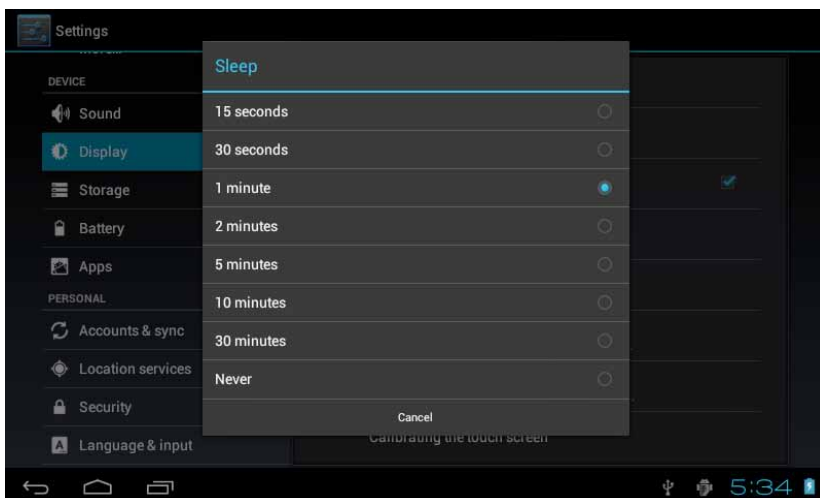 Settings
DEVICE
Sound
Display
Storage
Battery
Apps
PERSONAL
Accounts & sync
Location services
Security
Language & input
Sleep
15 seconds
30 seconds
1 minute
2 minutes
5 minutes
10 minutes
30 minutes
Never
Cancel
Calibrating the touch screen
5:34